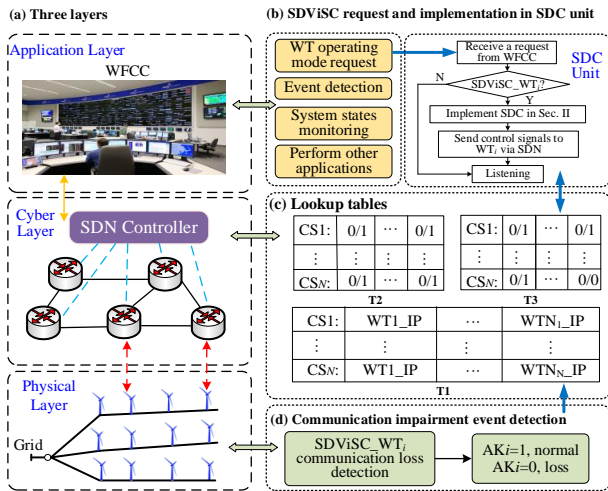 (a) Three layers
Application Layer
WFCC
Cyber Layer
SDN Controller
Physical Layer
Grid
(b) SDViSC request and implementation in SDC unit
WT operating mode request
Event detection
System states monitoring
Perform other applications
SDC Unit
Receive a request from WFCC
N
SDViSC_WTi?
Y
Implement SDC in Sec. II
Send control signals to WTi via SDN
Listening
(c) Lookup tables
CS1: 0/1 ⋯ 0/1
⋮ ⋮ ⋮ ⋮
CSN: 0/1 ⋯ 0/1
T2
CS1: 0/1 ⋯ 0/1
⋮ ⋮ ⋮ ⋮
CSN: 0/1 ⋯ 0/0
T3
CS1: WT1_IP ⋯ WTN1_IP
⋮ ⋮ ⋮ ⋮
CSN: WT1_IP ⋯ WTNN_IP
T1
(d) Communication impairment event detection
SDViSC_WTi communication loss detection
AKi=1, normal
AKi=0, loss